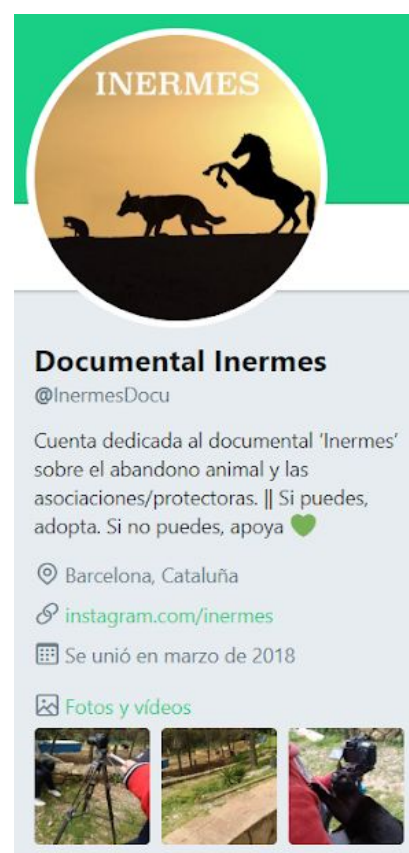 INERMES
Documental Inermes
@InermesDocu
Cuenta dedicada al documental 'Inermes'
sobre el abandono animal y las
asociaciones/protectoras. || Si puedes,
adopta. Si no puedes, apoya 💚
Barcelona, Cataluña
instagram.com/inermes
Se unió en marzo de 2018
Fotos y vídeos